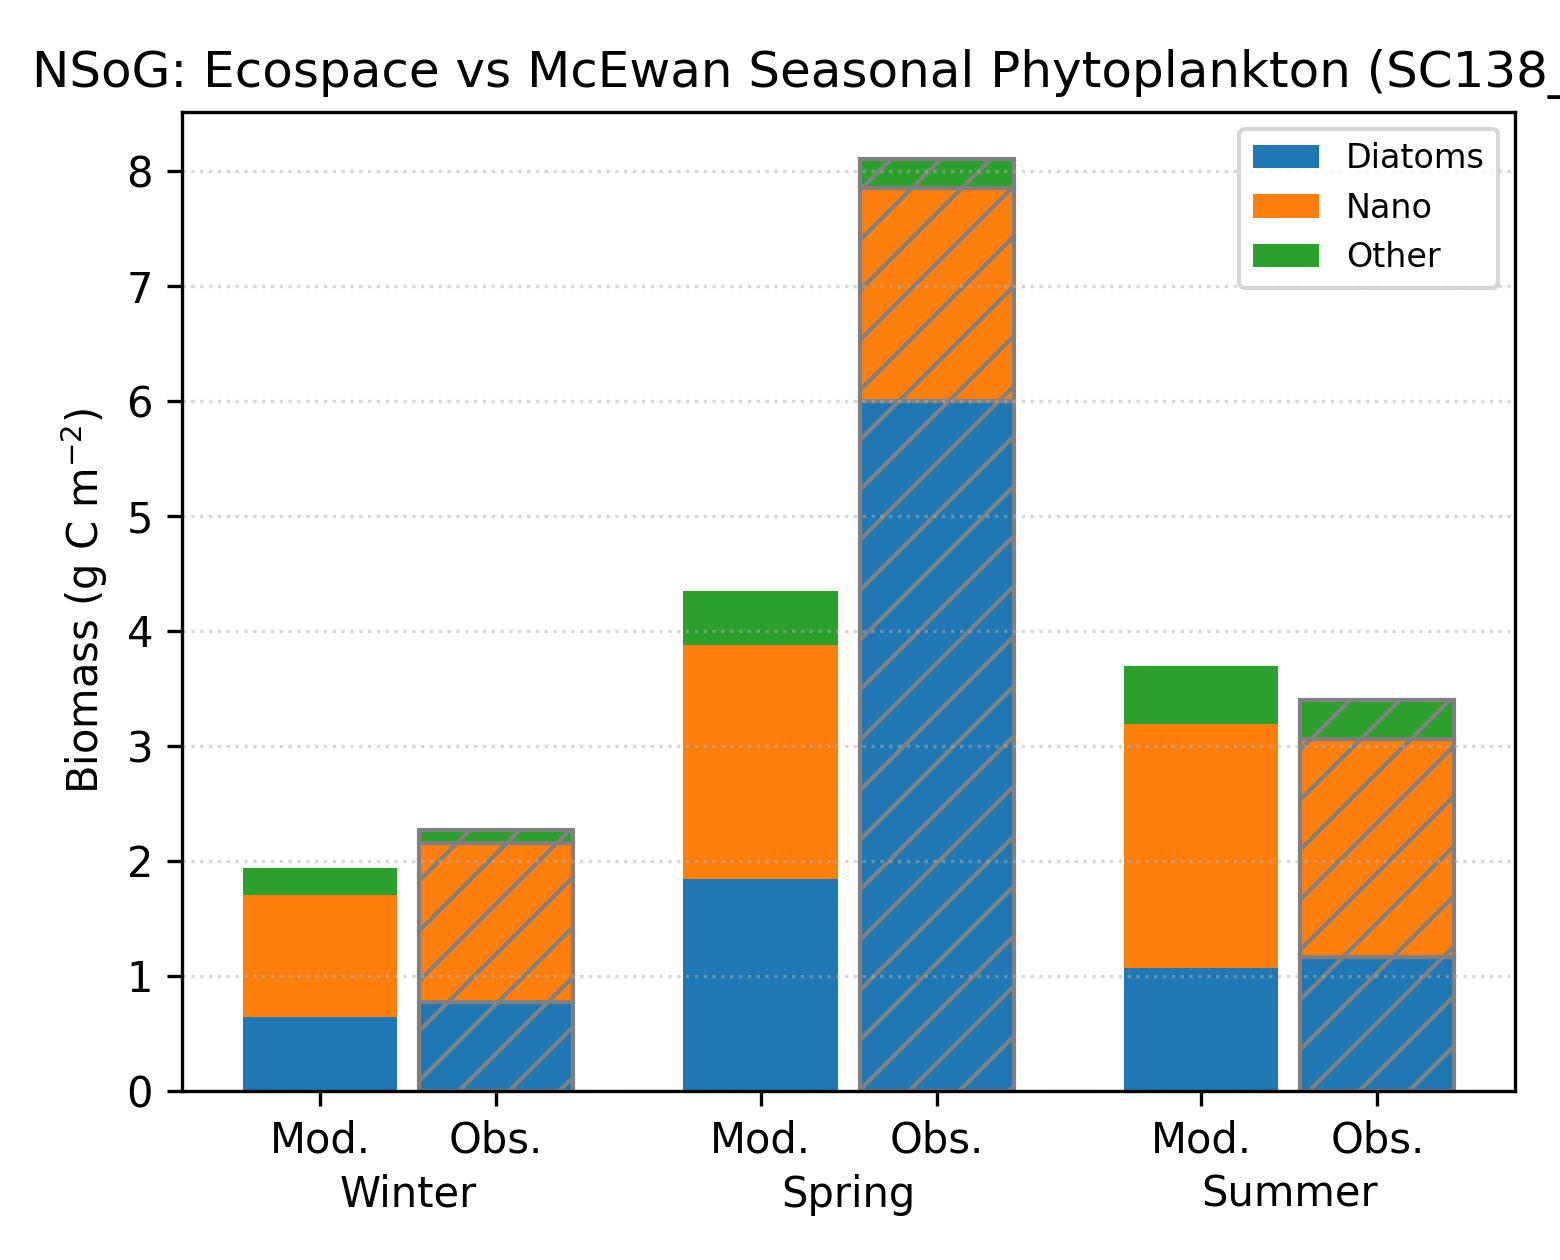 NSoG: Ecospace vs McEwan Seasonal Phytoplankton (SC138_
Diatoms
Nano
Other
Biomass (g C m⁻²)
8
7
6
5
4
3
2
1
0
Mod. Obs. Mod. Obs. Mod. Obs.
Winter Spring Summer